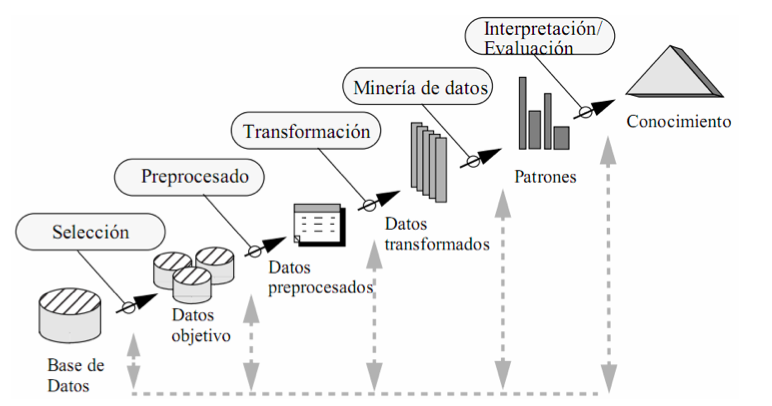 Interpretación/
Evaluación
Minería de datos
Conocimiento
Transformación
Patrones
Preprocesado
Datos
transformados
Selección
Datos
preprocesados
Datos
objetivo
Base de
Datos